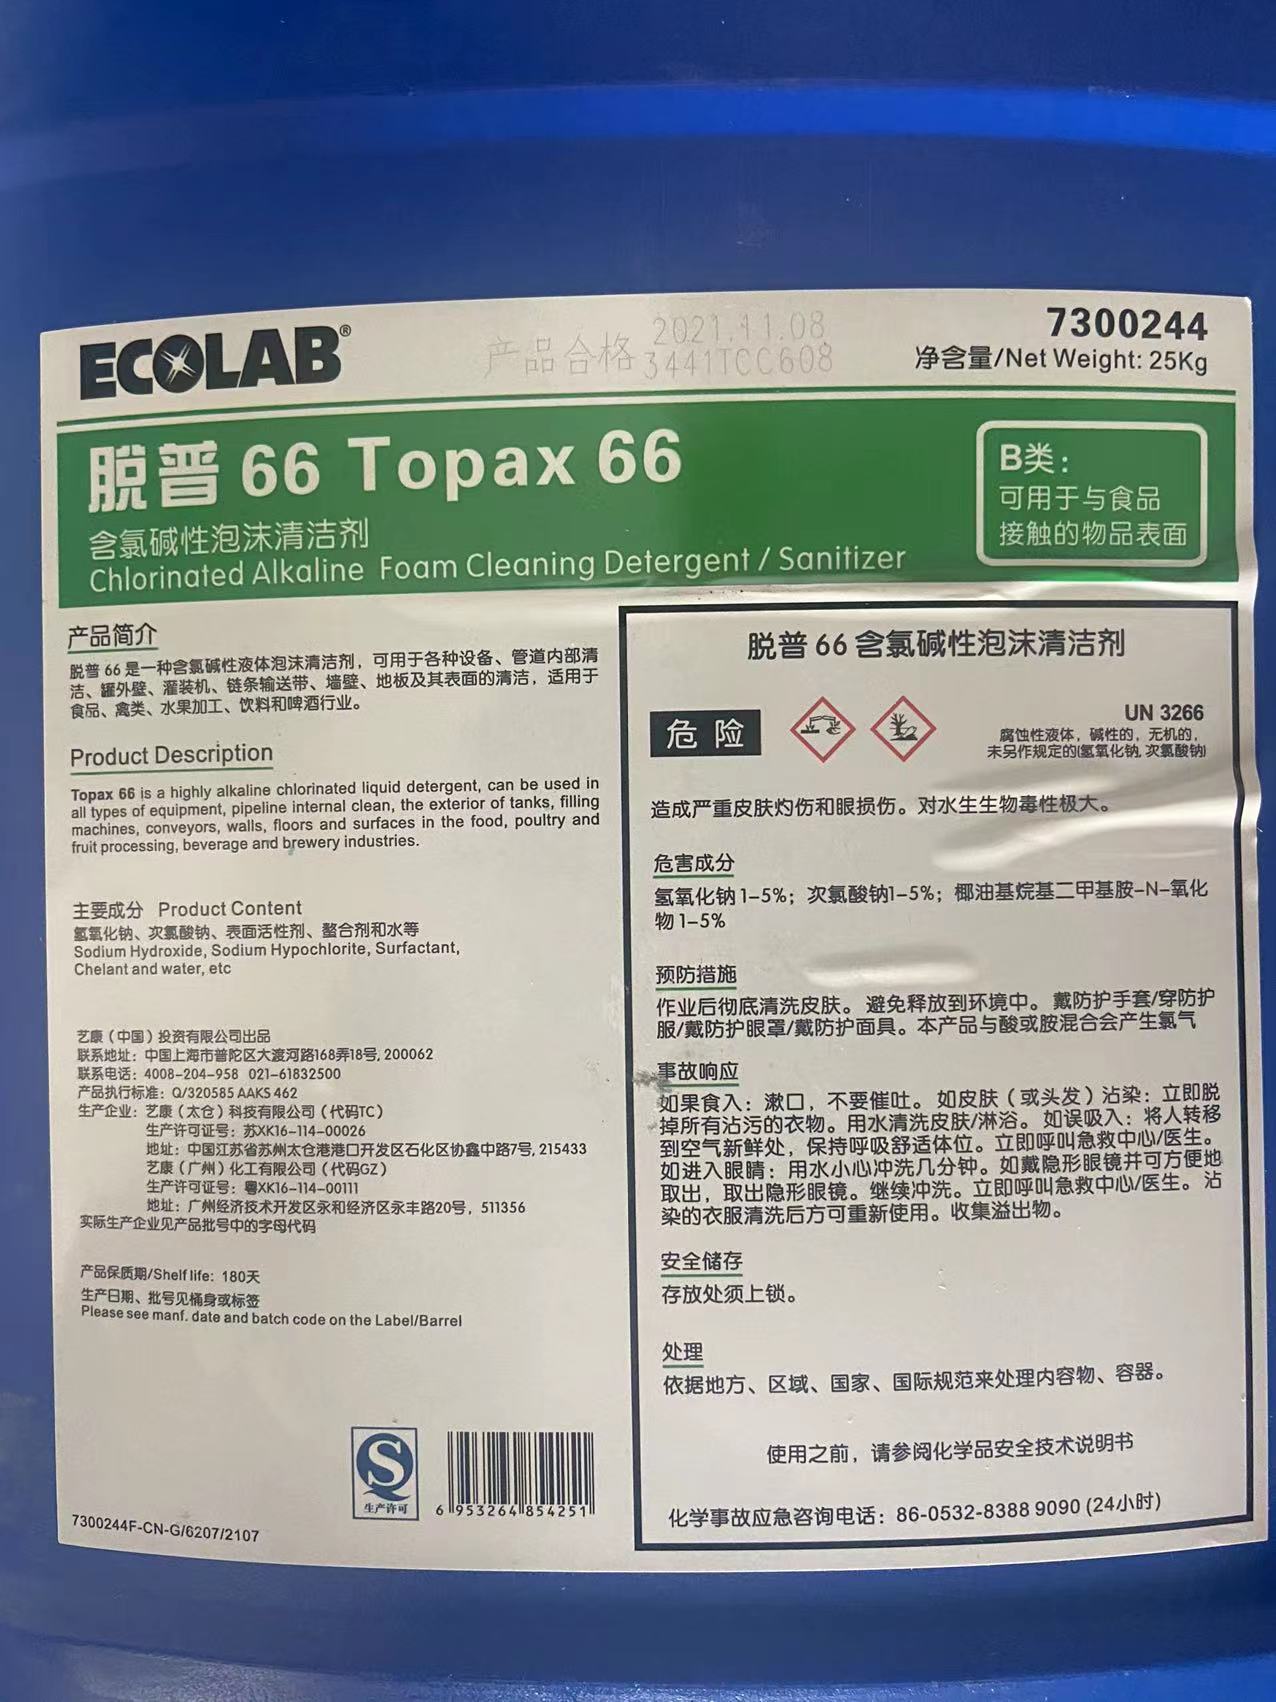 ECOLAB®
产品合格 2021.11.08
3441TCC608
7300244
净含量/Net Weight: 25Kg
脱普 66 Topax 66
含氯碱性泡沫清洁剂
Chlorinated Alkaline Foam Cleaning Detergent / Sanitizer
B类：
可用于与食品
接触的物品表面
产品简介
脱普 66 是一种含氯碱性液体泡沫清洁剂，可用于各种设备、管道内部清
洁、罐外壁、灌装机、链条输送带、墙壁、地板及其表面的清洁，适用于
食品、禽类、水果加工、饮料和啤酒行业。
Product Description
Topax 66 is a highly alkaline chlorinated liquid detergent, can be used in
all types of equipment, pipeline internal clean, the exterior of tanks, filling
machines, conveyors, walls, floors and surfaces in the food, poultry and
fruit processing, beverage and brewery industries.
主要成分 Product Content
氢氧化钠、次氯酸钠、表面活性剂、螯合剂和水等
Sodium Hydroxide, Sodium Hypochlorite, Surfactant,
Chelant and water, etc
艺康（中国）投资有限公司出品
联系地址：中国上海市普陀区大渡河路168弄18号, 200062
联系电话：4008-204-958 021-61832500
产品执行标准：Q/320585 AAKS 462
生产企业：艺康（太仓）科技有限公司（代码TC）
生产许可证号：苏XK16-114-00026
地址：中国江苏省苏州太仓港港口开发区石化区协鑫中路7号, 215433
艺康（广州）化工有限公司（代码GZ）
生产许可证号：粤XK16-114-00111
地址：广州经济技术开发区永和经济区永丰路20号，511356
实际生产企业见产品批号中的字母代码
产品保质期/Shelf life: 180天
生产日期、批号见桶身或标签
Please see manf. date and batch code on the Label/Barrel
生产许可
6 953264 854251
7300244F-CN-G/6207/2107
脱普 66 含氯碱性泡沫清洁剂
危 险
UN 3266
腐蚀性液体，碱性的，无机的，
未另作规定的(氢氧化钠, 次氯酸钠)
造成严重皮肤灼伤和眼损伤。对水生生物毒性极大。
危害成分
氢氧化钠 1-5%；次氯酸钠1-5%；椰油基烷基二甲基胺-N-氧化
物 1-5%
预防措施
作业后彻底清洗皮肤。避免释放到环境中。戴防护手套/穿防护
服/戴防护眼罩/戴防护面具。本产品与酸或胺混合会产生氯气
事故响应
如果食入：漱口，不要催吐。如皮肤（或头发）沾染：立即脱
掉所有沾污的衣物。用水清洗皮肤/淋浴。如误吸入：将人转移
到空气新鲜处，保持呼吸舒适体位。立即呼叫急救中心/医生。
如进入眼睛：用水小心冲洗几分钟。如戴隐形眼镜并可方便地
取出，取出隐形眼镜。继续冲洗。立即呼叫急救中心/医生。沾
染的衣服清洗后方可重新使用。收集溢出物。
安全储存
存放处须上锁。
处理
依据地方、区域、国家、国际规范来处理内容物、容器。
使用之前，请参阅化学品安全技术说明书
化学事故应急咨询电话：86-0532-8388 9090 (24小时)